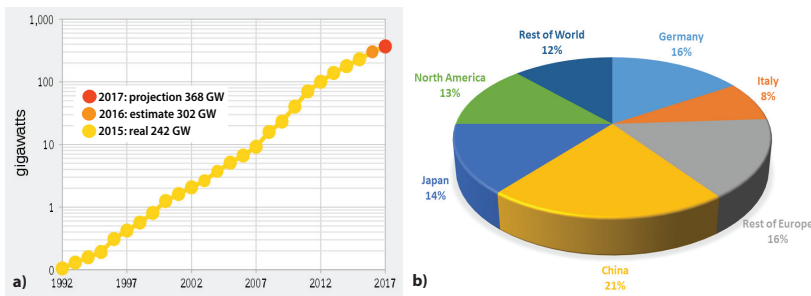 1,000
100
10
1
0
gigawatts
2017: projection 368 GW
2016: estimate 302 GW
2015: real 242 GW
1992
1997
2002
2007
2012
2017
a)
Rest of World
12%
Germany
16%
Italy
8%
Rest of Europe
16%
China
21%
Japan
14%
North America
13%
b)